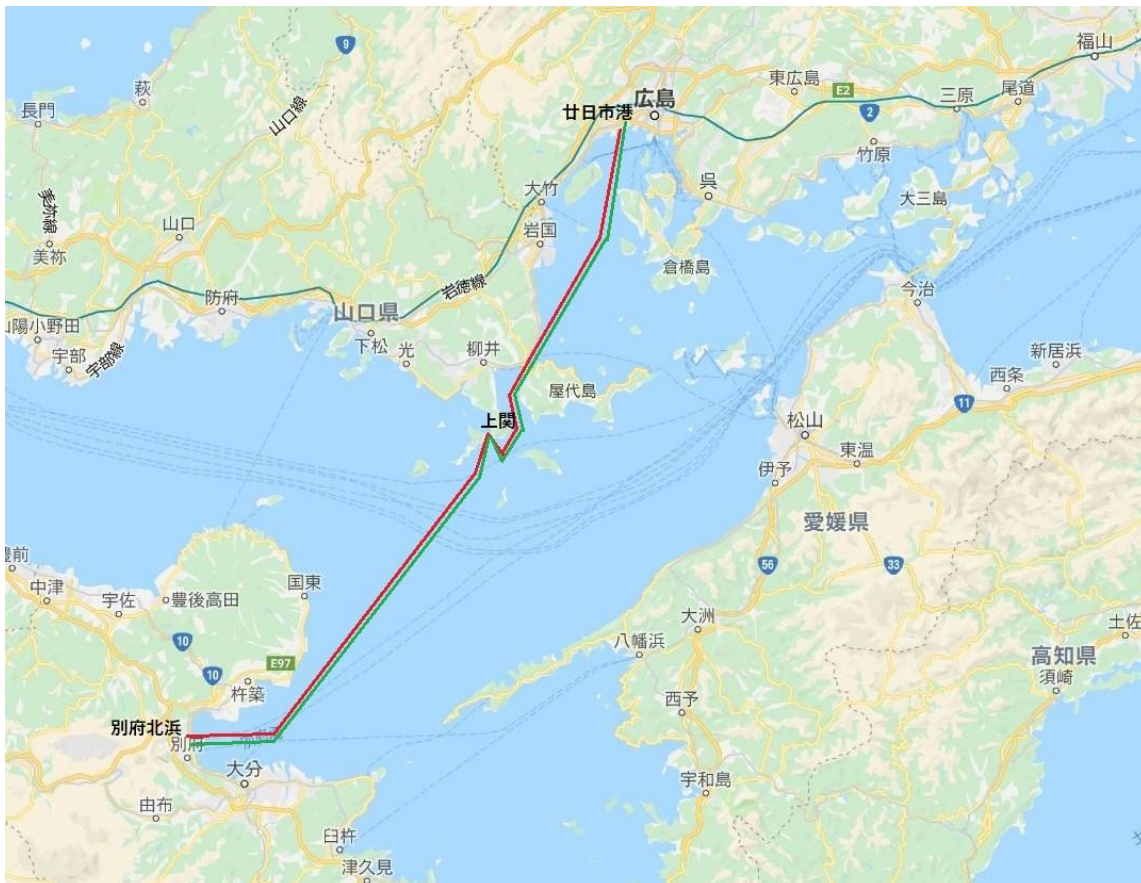 福山
9
萩
東広島
E2
三原
尾道
長門
山口線
廿日市港
広島
2
竹原
大竹
呉
大三島
美祢線
山口
岩国
美祢
倉橋島
岩徳線
防府
山口県
今治
山陽小野田
下松
宇部
宇部線
光
柳井
新居浜
屋代島
西条
11
上関
松山
東温
伊予
愛媛県
豊前
56
33
中津
国東
宇佐
豊後高田
大洲
土佐
10
八幡浜
高知県
E97
10
須崎
杵築
西予
別府北浜
別府
大分
宇和島
由布
臼杵
津久見